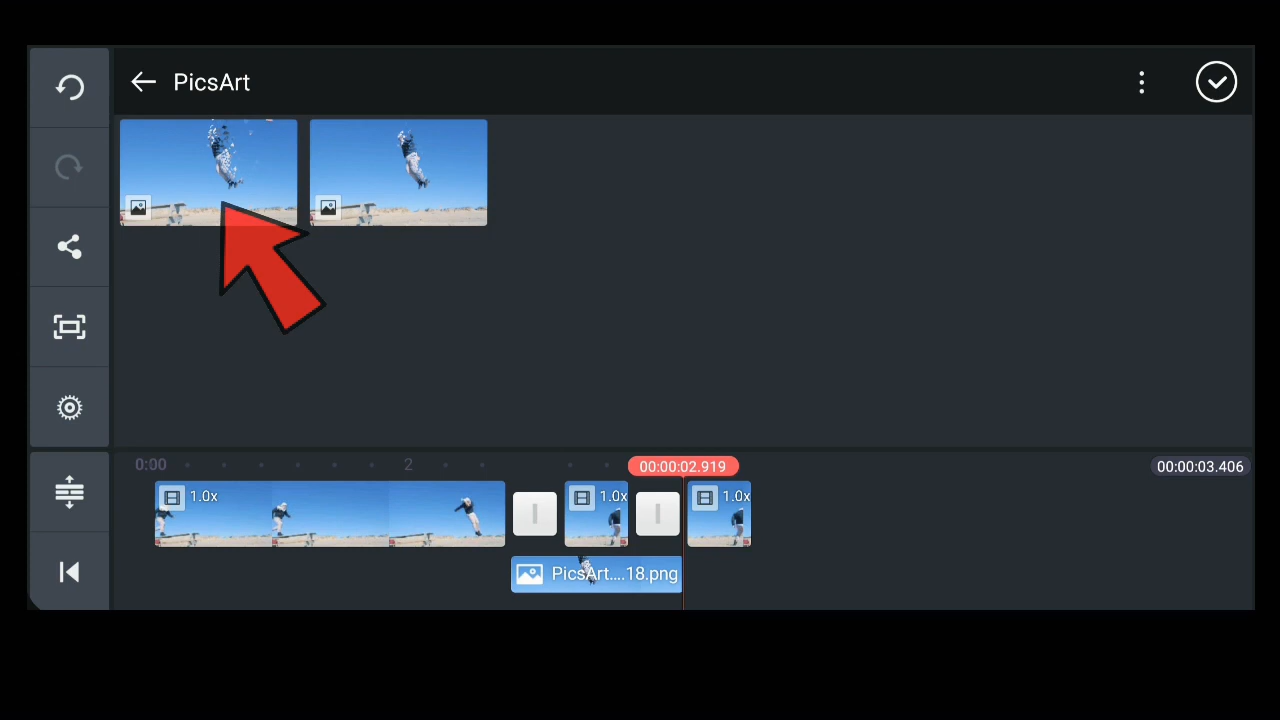 PicsArt
0:00
2
00:00:02.919
00:00:03.406
1.0x
1.0x
1.0x
PicsArt....18.png